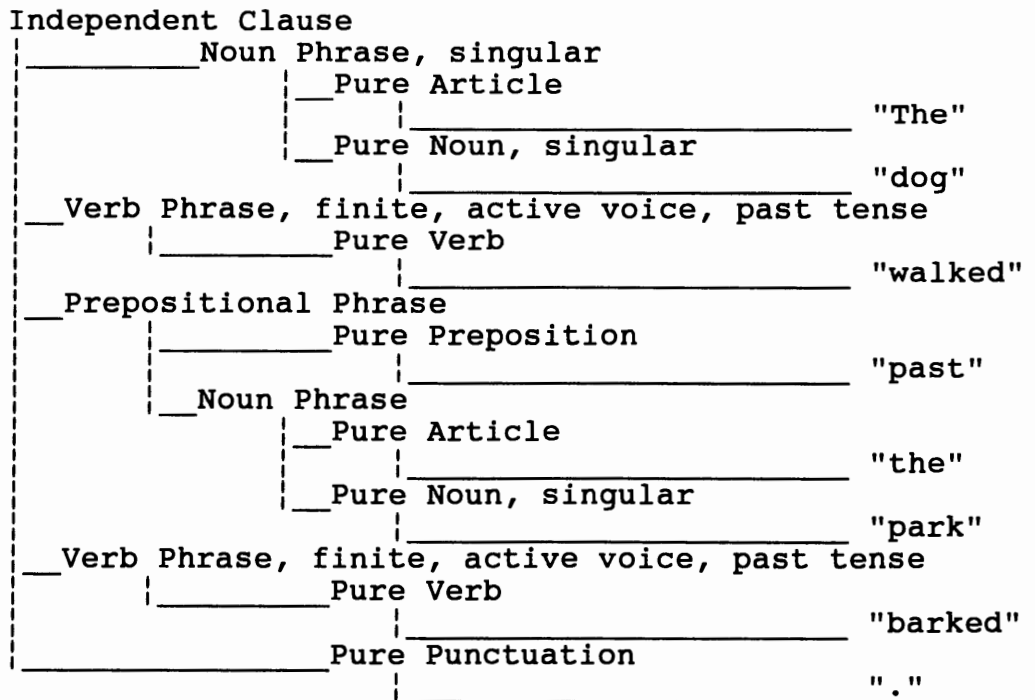 Independent Clause
Noun Phrase, singular
Pure Article
"The"
Pure Noun, singular
"dog"
Verb Phrase, finite, active voice, past tense
Pure Verb
"walked"
Prepositional Phrase
Pure Preposition
"past"
Noun Phrase
Pure Article
"the"
Pure Noun, singular
"park"
Verb Phrase, finite, active voice, past tense
Pure Verb
"barked"
Pure Punctuation
"."